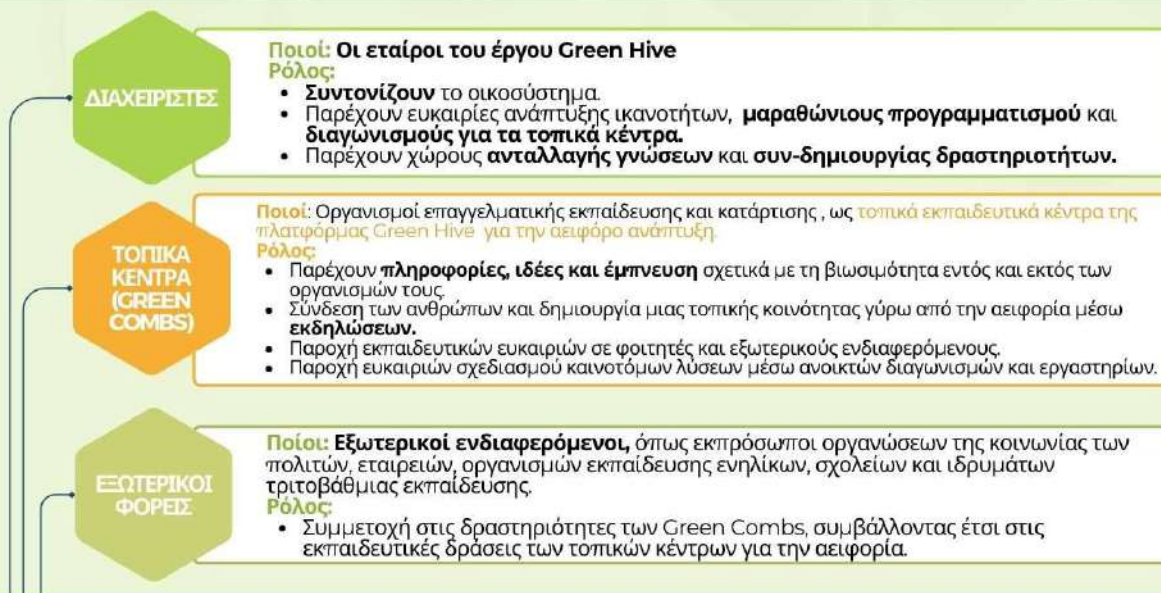 ΔΙΑΧΕΙΡΙΣΤΕΣ
Ποιοί: Οι εταίροι του έργου Green Hive
Ρόλος:
• Συντονίζουν το οικοσύστημα.
• Παρέχουν ευκαιρίες ανάπτυξης ικανοτήτων, μαραθώνιους προγραμματισμού και
διαγωνισμούς για τα τοπικά κέντρα.
• Παρέχουν χώρους ανταλλαγής γνώσεων και συν-δημιουργίας δραστηριοτήτων.
ΤΟΠΙΚΑ
ΚΕΝΤΡΑ
(GREEN
COMBS)
Ποιοί: Οργανισμοί επαγγελματικής εκπαίδευσης και κατάρτισης , ως τοπικά εκπαιδευτικά κέντρα της
πλατφόρμας Green Hive για την αειφόρο ανάπτυξη.
Ρόλος:
• Παρέχουν πληροφορίες, ιδέες και έμπνευση σχετικά με τη βιωσιμότητα εντός και εκτός των
οργανισμών τους.
• Σύνδεση των ανθρώπων και δημιουργία μιας τοπικής κοινότητας γύρω από την αειφορία μέσω
εκδηλώσεων.
• Παροχή εκπαιδευτικών ευκαιριών σε φοιτητές και εξωτερικούς ενδιαφερόμενους.
• Παροχή ευκαιριών σχεδιασμού καινοτόμων λύσεων μέσω ανοικτών διαγωνισμών και εργαστηρίων.
ΕΞΩΤΕΡΙΚΟΙ
ΦΟΡΕΙΣ
Ποίοι: Εξωτερικοί ενδιαφερόμενοι, όπως εκπρόσωποι οργανώσεων της κοινωνίας των
πολιτών, εταιρειών, οργανισμών εκπαίδευσης ενηλίκων, σχολείων και ιδρυμάτων
τριτοβάθμιας εκπαίδευσης.
Ρόλος:
• Συμμετοχή στις δραστηριότητες των Green Combs, συμβάλλοντας έτσι στις
εκπαιδευτικές δράσεις των τοπικών κέντρων για την αειφορία.